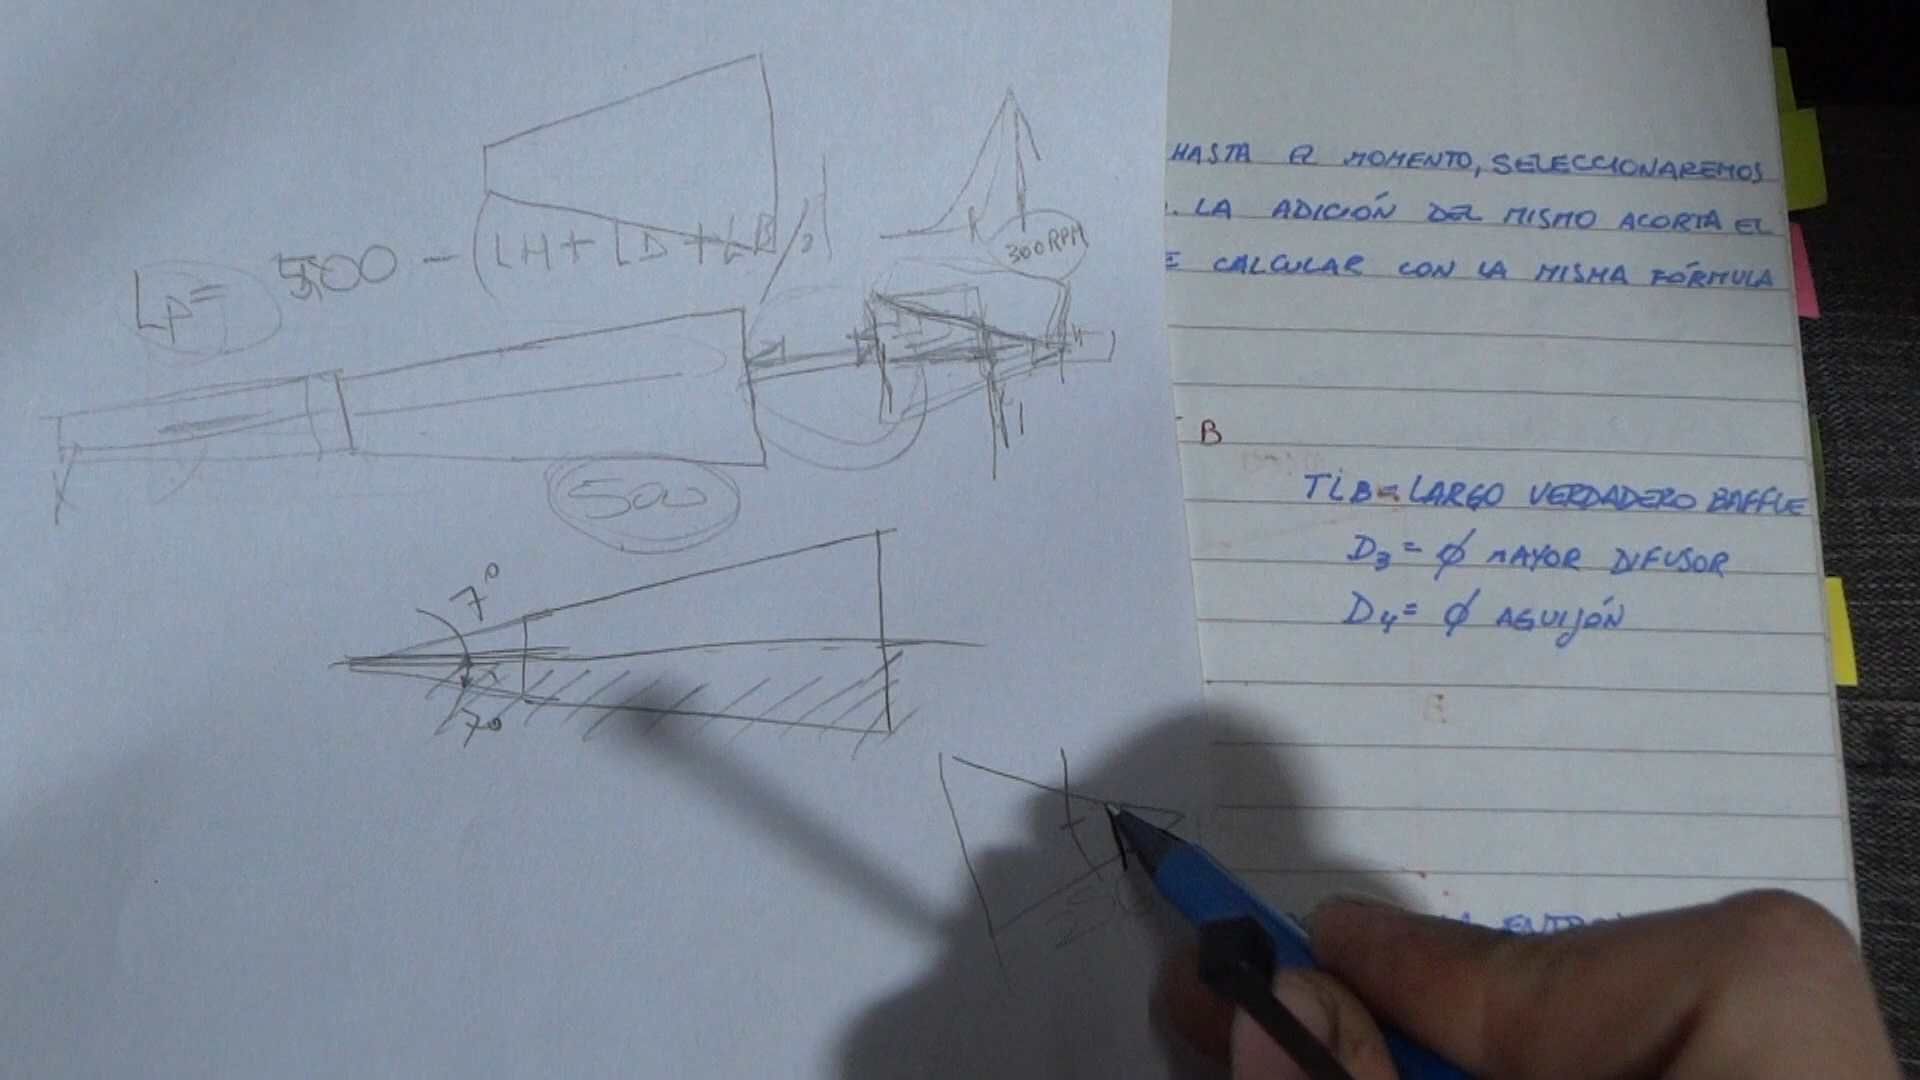 300 RPM
LP= 500 - (LH + LD + LB
500
7°
7°
HASTA EL MOMENTO, SELECCIONAREMOS
. LA ADICIÓN DEL MISMO ACORTA EL
E CALCULAR CON LA MISMA FÓRMULA
B
TLB = LARGO VERDADERO BAFFLE
D3 = ϕ MAYOR DIFUSOR
D4 = ϕ AGUIJÓN